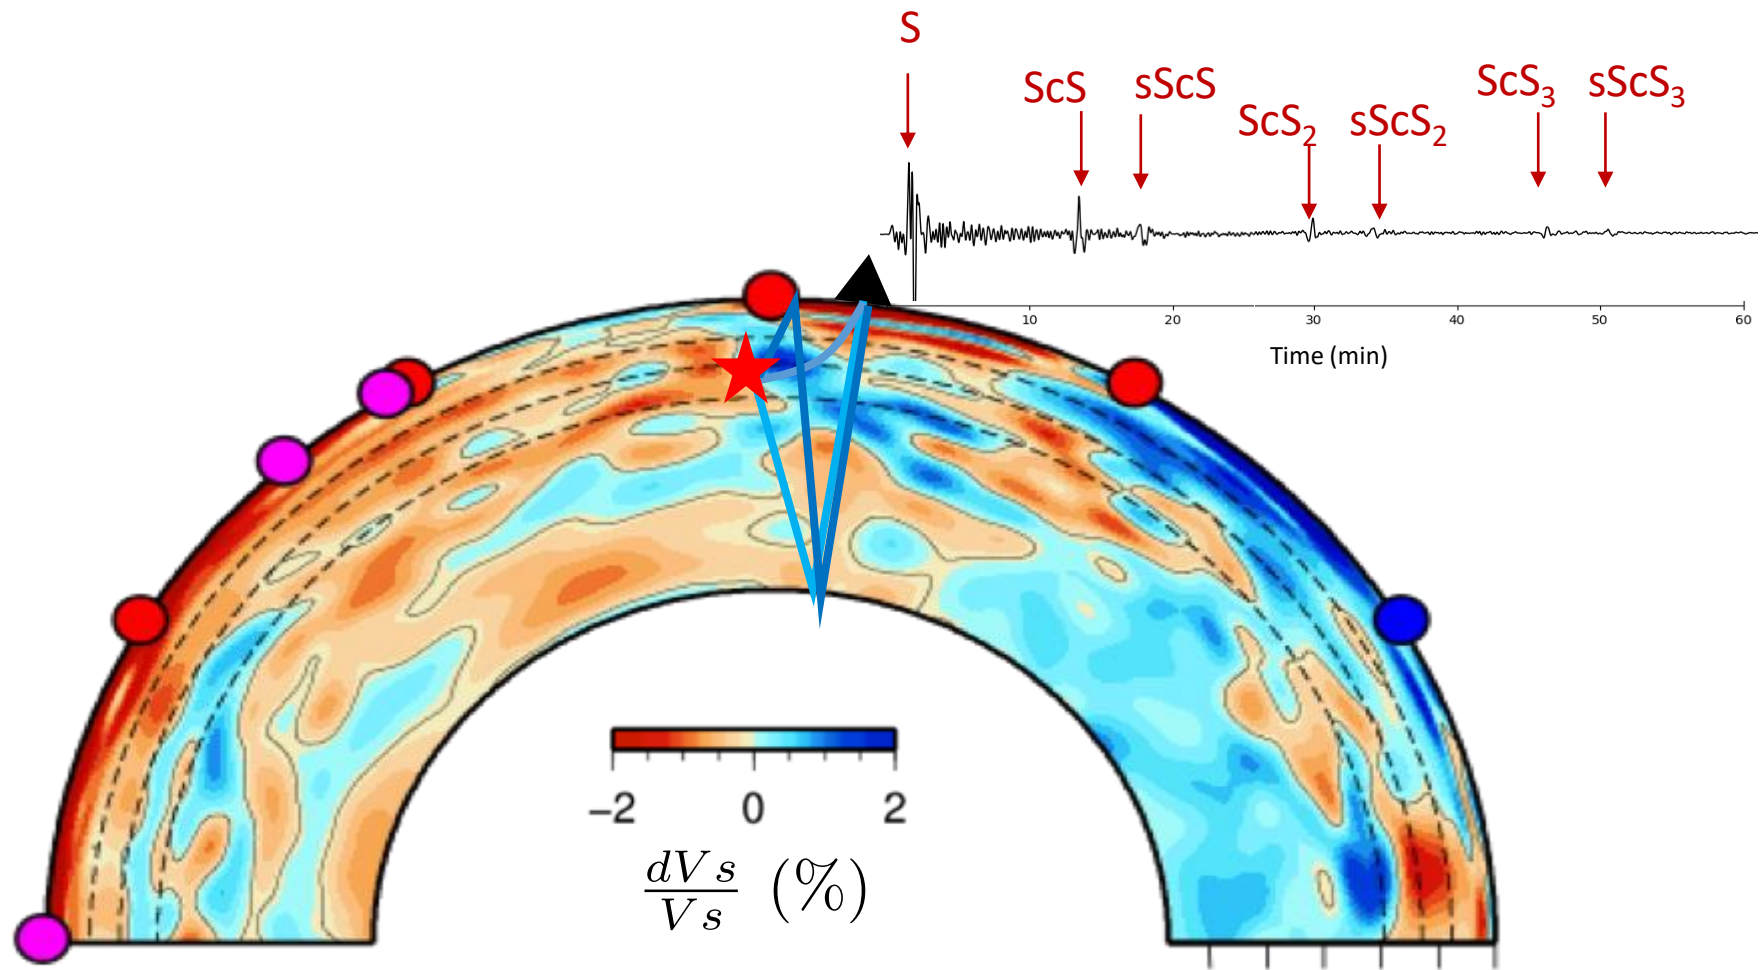 S
ScS sScS ScS₃ sScS₃
ScS₂ sScS₂
10 20 30 40 50 60
Time (min)
−2 0 2
dVs
Vs (%)